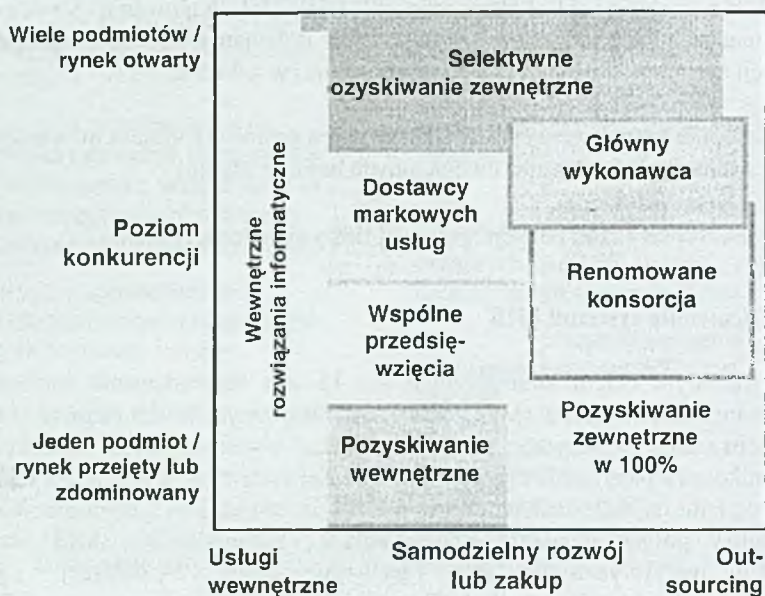 Wiele podmiotów /
rynek otwarty
Poziom
konkurencji
Jeden podmiot /
rynek przejęty lub
zdominowany
Wewnętrzne
rozwiązania informatyczne
Selektywne
ozyskiwanie zewnętrzne
Główny
wykonawca
Dostawcy
markowych
usług
Renomowane
konsorcja
Wspólne
przedsię-
wzięcia
Pozyskiwanie
wewnętrzne
Pozyskiwanie
zewnętrzne
w 100%
Usługi
wewnętrzne
Samodzielny rozwój
lub zakup
Out-
sourcing